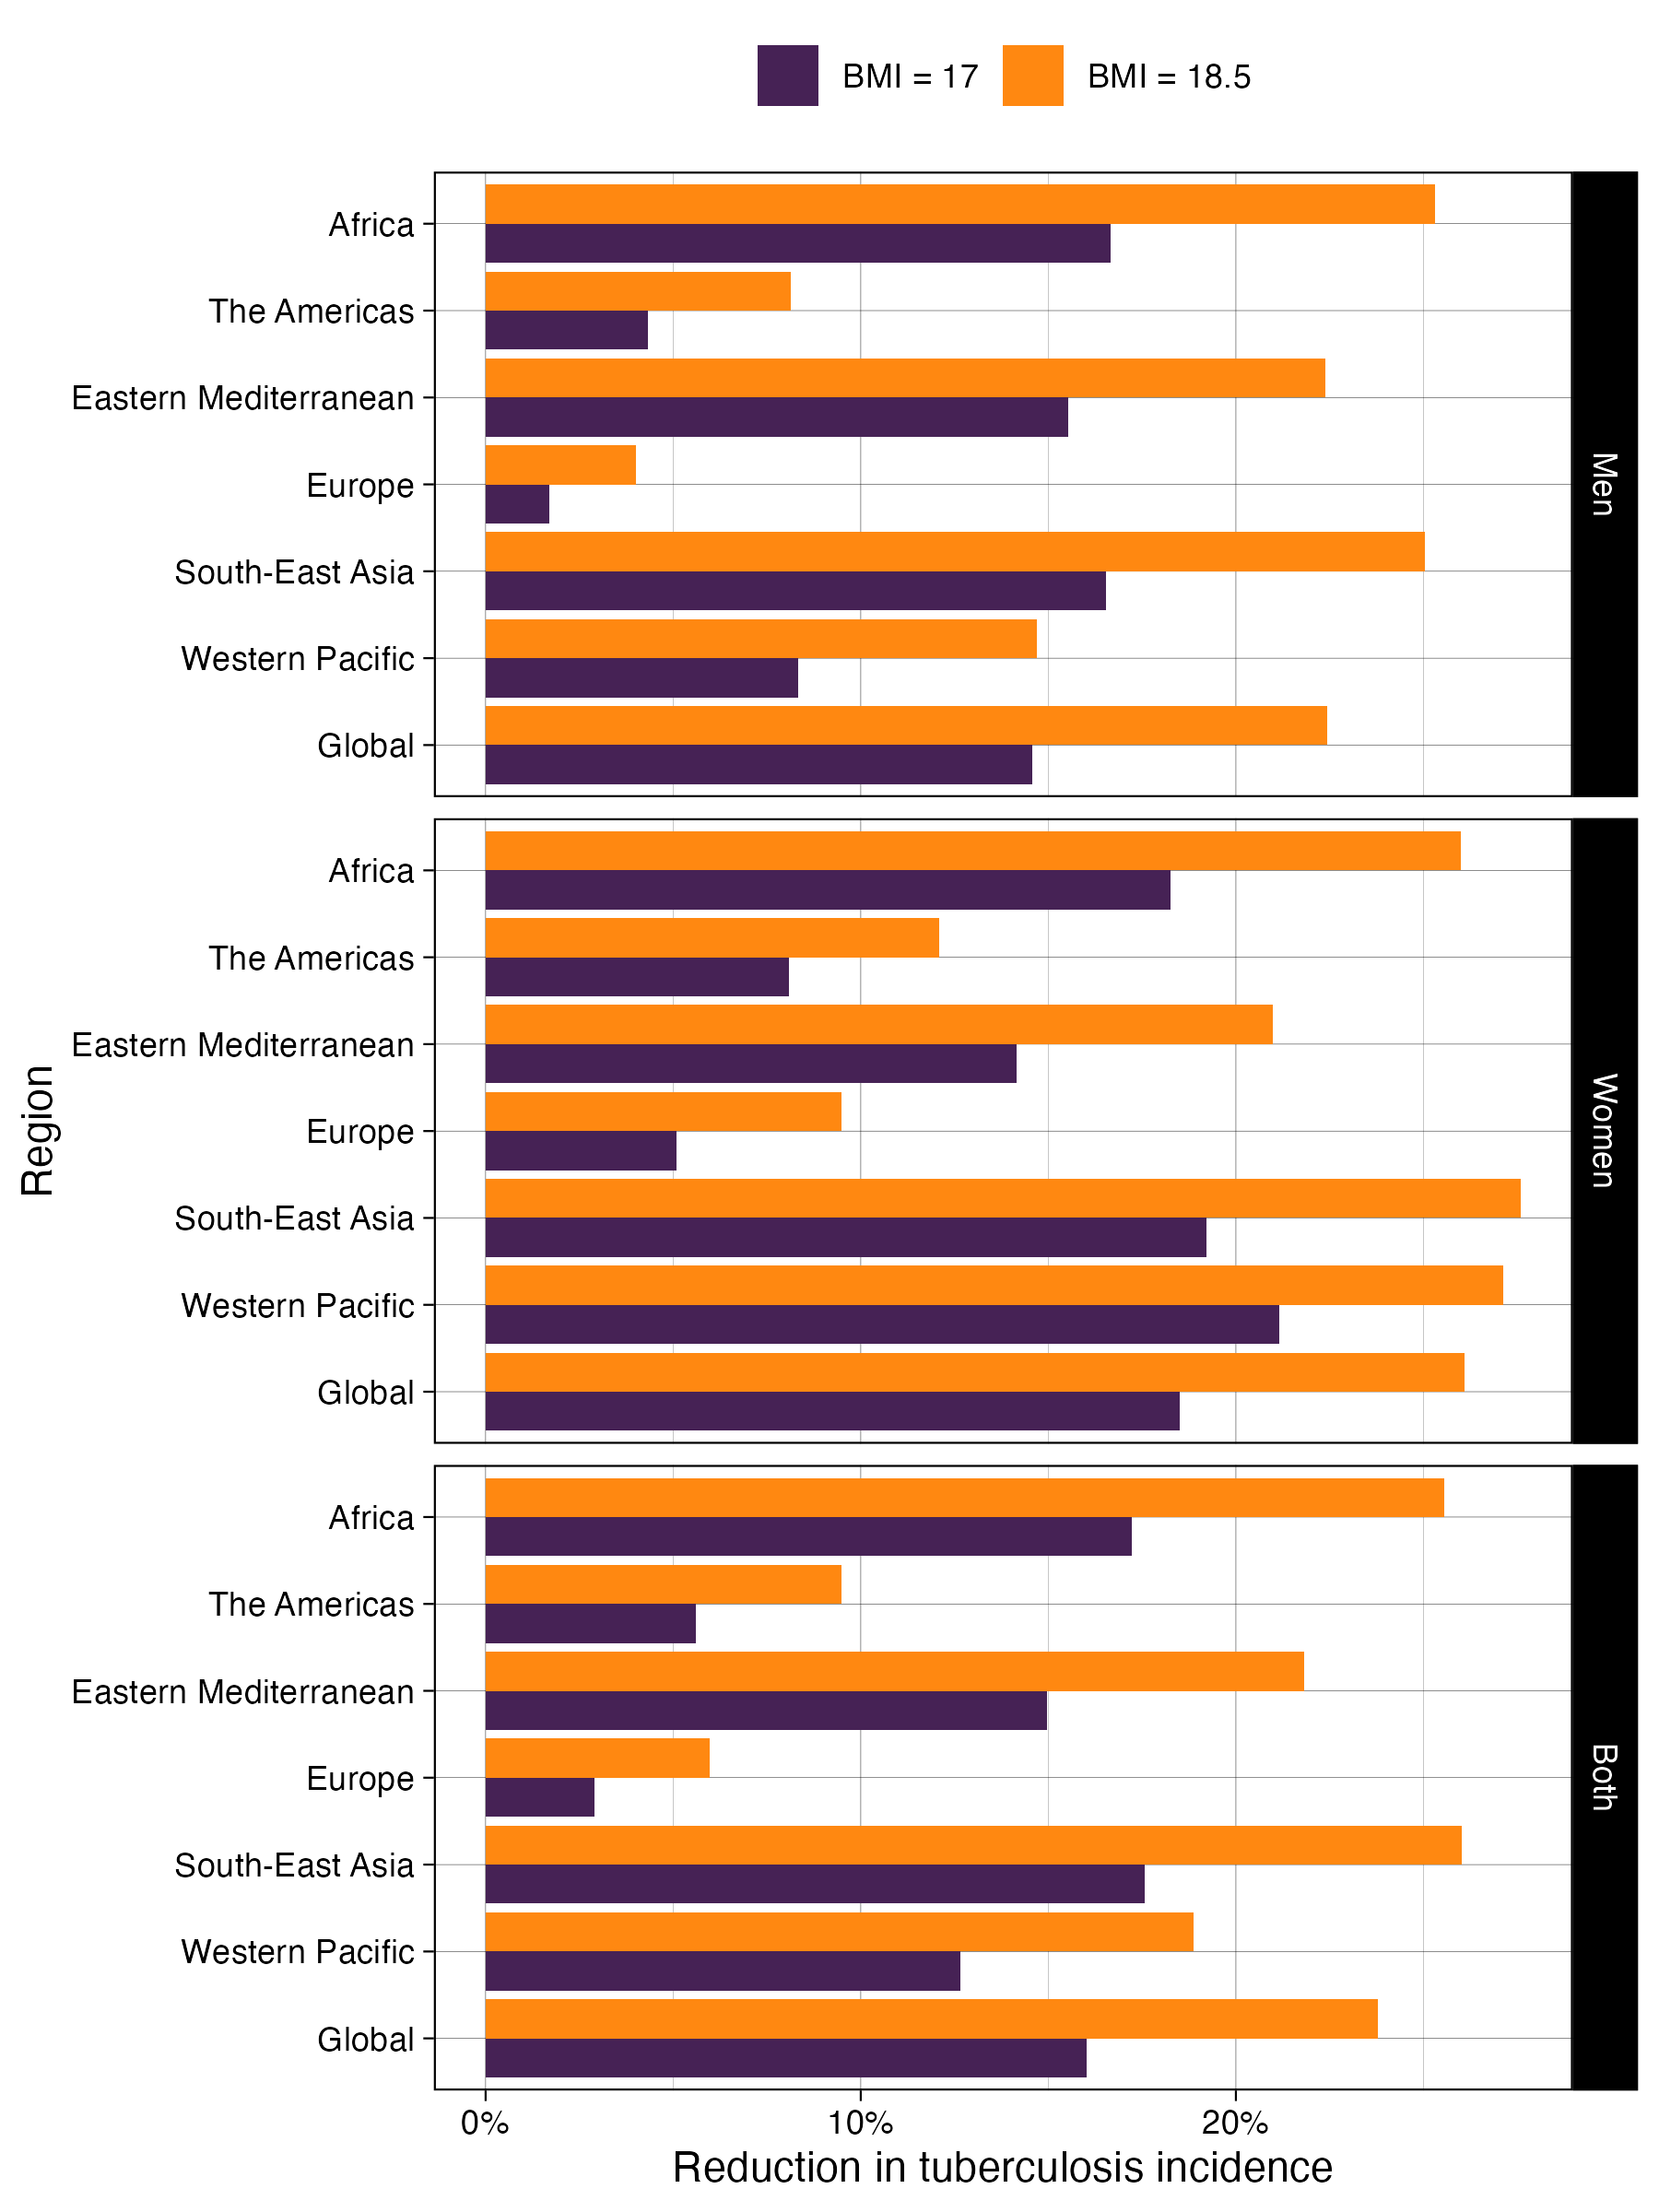 BMI = 17 BMI = 18.5
Africa
The Americas
Eastern Mediterranean
Europe
South-East Asia
Western Pacific
Global
Men
Africa
The Americas
Eastern Mediterranean
Europe
South-East Asia
Western Pacific
Global
Women
Africa
The Americas
Eastern Mediterranean
Europe
South-East Asia
Western Pacific
Global
Both
Region
0% 10% 20%
Reduction in tuberculosis incidence